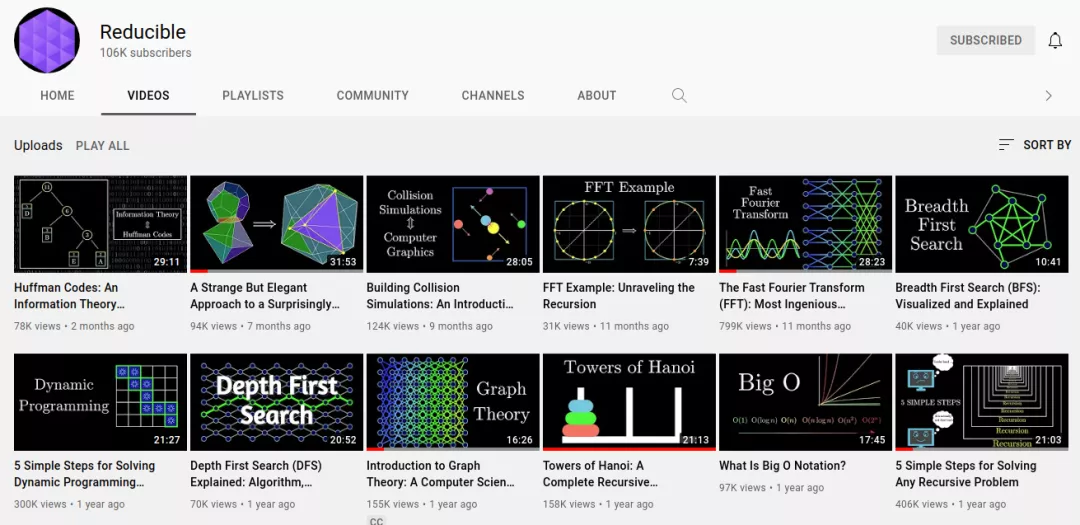 Reducible
106K subscribers
SUBSCRIBED
HOME
VIDEOS
PLAYLISTS
COMMUNITY
CHANNELS
ABOUT
Uploads
PLAY ALL
SORT BY
11
D
6
D
3
E
A
Information Theory
⇕
Huffman Codes
29:11
⇒
31:53
Collision
Simulations
⇕
Computer
Graphics
28:05
FFT Example
⇒
7:39
Fast
Fourier
Transform
28:23
Breadth
First
Search
10:41
Huffman Codes: An
Information Theory…
78K views • 2 months ago
A Strange But Elegant
Approach to a Surprisingly…
94K views • 7 months ago
Building Collision
Simulations: An Introducti…
124K views • 9 months ago
FFT Example: Unraveling the
Recursion
31K views • 11 months ago
The Fast Fourier Transform
(FFT): Most Ingenious…
799K views • 11 months ago
Breadth First Search (BFS):
Visualized and Explained
40K views • 1 year ago
Dynamic
Programming
21:27
Depth First
Search
20:52
Graph
Theory
16:26
Towers of Hanoi
21:13
Big O
O(1) O(log n) O(n) O(n log n) O(n²) O(2ⁿ)
17:45
5 SIMPLE STEPS
Recursion
Recursion
Recursion
Recursion
21:03
5 Simple Steps for Solving
Dynamic Programming…
300K views • 1 year ago
Depth First Search (DFS)
Explained: Algorithm,…
70K views • 1 year ago
Introduction to Graph
Theory: A Computer Scien…
155K views • 1 year ago
CC
Towers of Hanoi: A
Complete Recursive…
158K views • 1 year ago
What Is Big O Notation?
97K views • 1 year ago
5 Simple Steps for Solving
Any Recursive Problem
406K views • 1 year ago